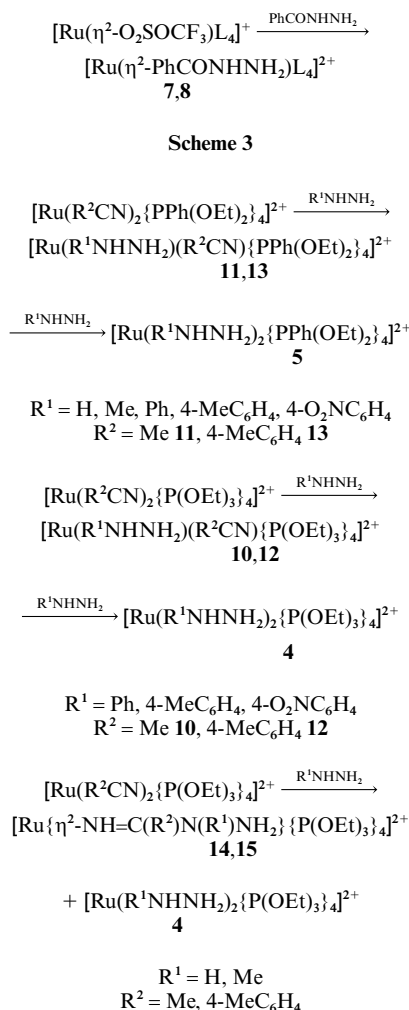 [Ru(η²-O₂SOCF₃)L₄]⁺ —PhCONHNH₂→
[Ru(η²-PhCONHNH₂)L₄]²⁺
7,8
Scheme 3
[Ru(R²CN)₂{PPh(OEt)₂}₄]²⁺ —R¹NHNH₂→
[Ru(R¹NHNH₂)(R²CN){PPh(OEt)₂}₄]²⁺
11,13
—R¹NHNH₂→ [Ru(R¹NHNH₂)₂{PPh(OEt)₂}₄]²⁺
5
R¹ = H, Me, Ph, 4-MeC₆H₄, 4-O₂NC₆H₄
R² = Me 11, 4-MeC₆H₄ 13
[Ru(R²CN)₂{P(OEt)₃}₄]²⁺ —R¹NHNH₂→
[Ru(R¹NHNH₂)(R²CN){P(OEt)₃}₄]²⁺
10,12
—R¹NHNH₂→ [Ru(R¹NHNH₂)₂{P(OEt)₃}₄]²⁺
4
R¹ = Ph, 4-MeC₆H₄, 4-O₂NC₆H₄
R² = Me 10, 4-MeC₆H₄ 12
[Ru(R²CN)₂{P(OEt)₃}₄]²⁺ —R¹NHNH₂→
[Ru{η²-NH=C(R²)N(R¹)NH₂}{P(OEt)₃}₄]²⁺
14,15
+ [Ru(R¹NHNH₂)₂{P(OEt)₃}₄]²⁺
4
R¹ = H, Me
R² = Me, 4-MeC₆H₄